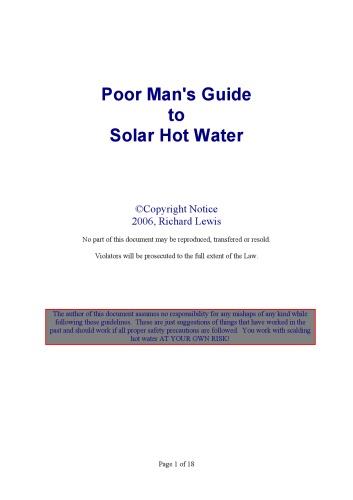 Poor Man's Guide
to
Solar Hot Water
©Copyright Notice
2006, Richard Lewis
No part of this document may be reproduced, transfered or resold.
Violators will be prosecuted to the full extent of the Law.
The author of this document assumes no responsibility for any mishaps of any kind while
following these guidelines. These are just suggestions of things that have worked in the
past and should work if all proper safety precautions are followed. You work with scalding
hot water AT YOUR OWN RISK!
Page 1 of 18